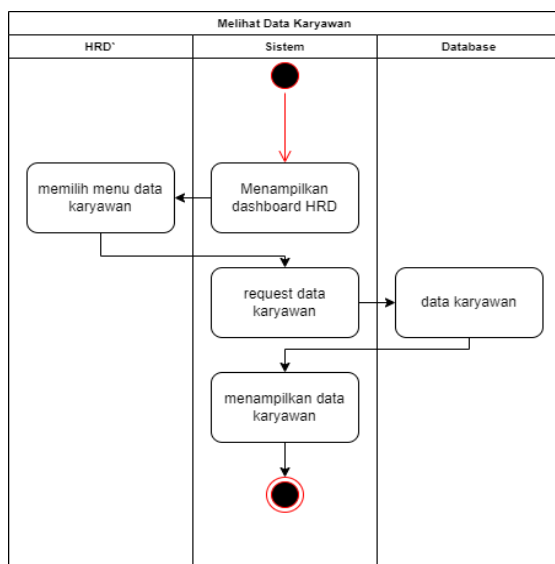 Melihat Data Karyawan
HRD`
Sistem
Database
Menampilkan
dashboard HRD
memilih menu data
karyawan
request data
karyawan
data karyawan
menampilkan data
karyawan